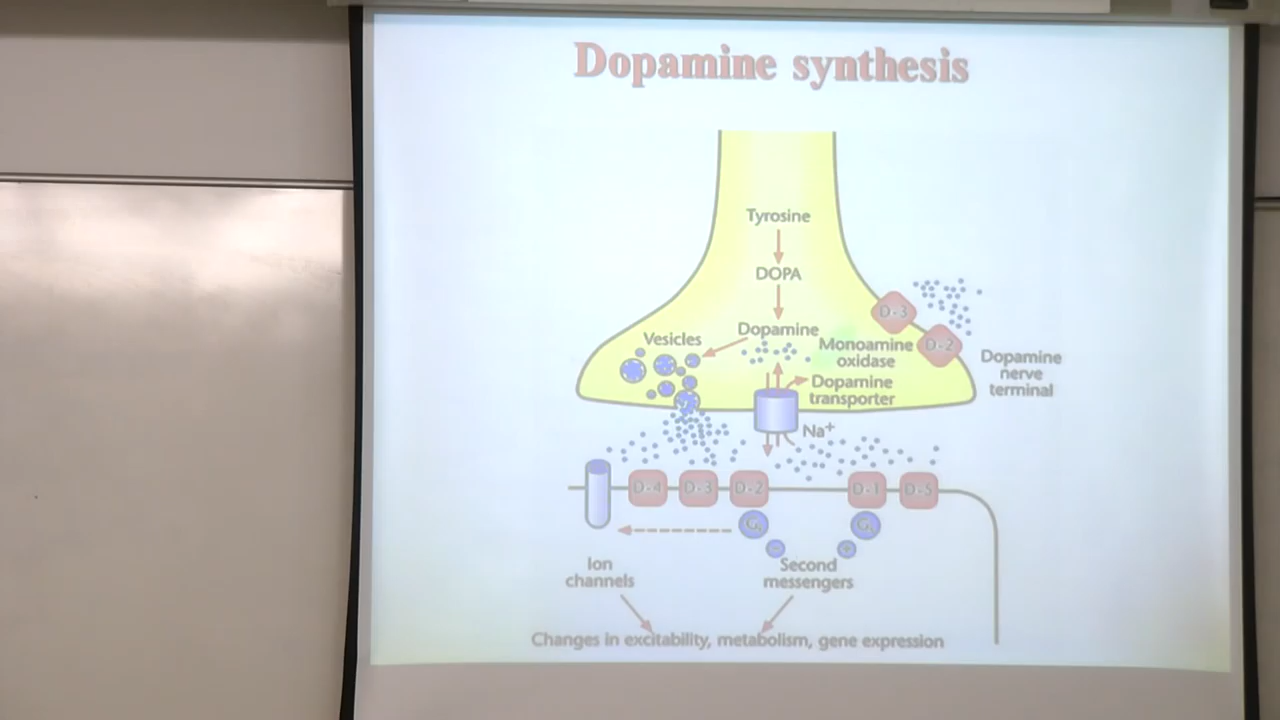 Dopamine synthesis
Tyrosine
DOPA
Dopamine
Vesicles
Monoamine
oxidase
D-3
D-2
Dopamine
nerve
terminal
Dopamine
transporter
Na+
D-4
D-3
D-2
D-1
D-5
-
+
Ion
channels
Second
messengers
Changes in excitability, metabolism, gene expression